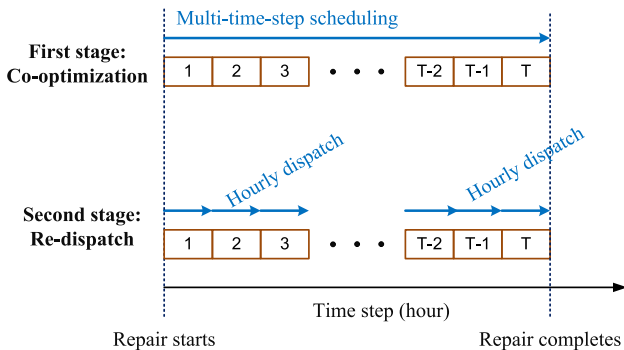 Multi-time-step scheduling
First stage:
Co-optimization
1 2 3 • • • T-2 T-1 T
Hourly dispatch Hourly dispatch
Second stage:
Re-dispatch
1 2 3 • • • T-2 T-1 T
Time step (hour)
Repair starts Repair completes